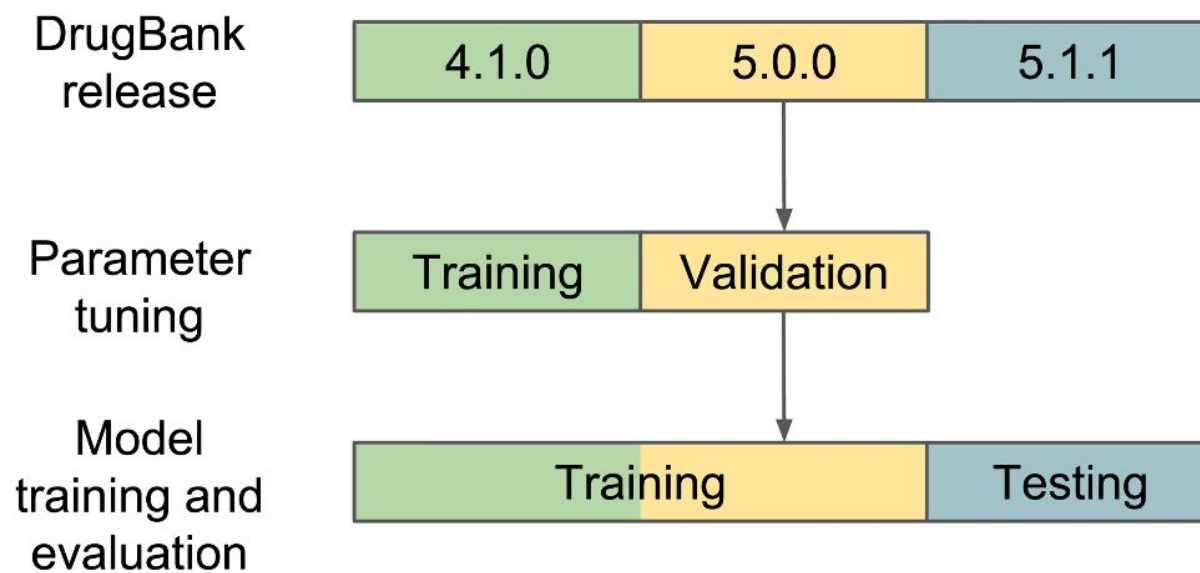 DrugBank
release
4.1.0 5.0.0 5.1.1
Parameter
tuning
Training Validation
Model
training and
evaluation
Training Testing